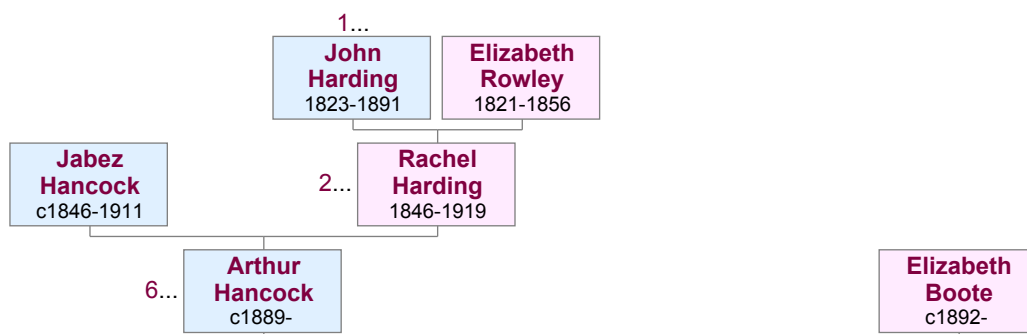 1...
John
Harding
1823-1891
Elizabeth
Rowley
1821-1856
Jabez
Hancock
c1846-1911
2...
Rachel
Harding
1846-1919
6...
Arthur
Hancock
c1889-
Elizabeth
Boote
c1892-